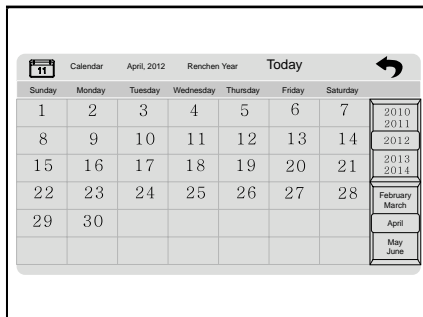 11 Calendar April, 2012 Renchen Year Today
Sunday Monday Tuesday Wednesday Thursday Friday Saturday
1 2 3 4 5 6 7
8 9 10 11 12 13 14
15 16 17 18 19 20 21
22 23 24 25 26 27 28
29 30
2010
2011
2012
2013
2014
February
March
April
May
June